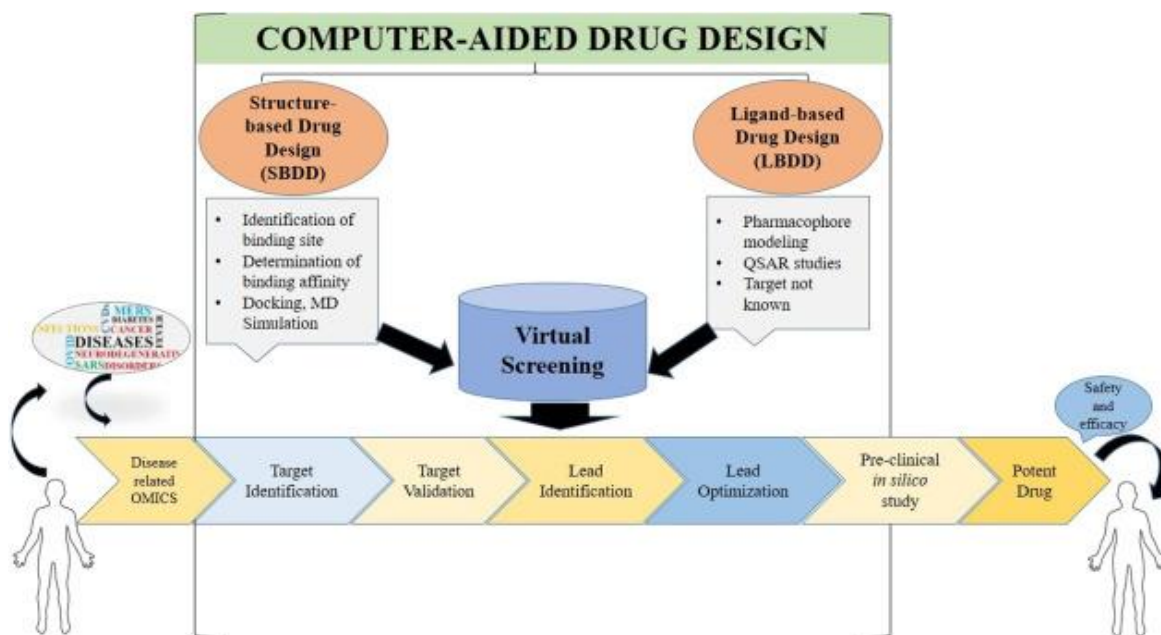 COMPUTER-AIDED DRUG DESIGN
Structure-
based Drug
Design
(SBDD)
Ligand-based
Drug Design
(LBDD)
• Identification of
binding site
• Determination of
binding affinity
• Docking, MD
Simulation
• Pharmacophore
modeling
• QSAR studies
• Target not
known
Virtual
Screening
MERS
DIABETES
CANCER
FEVER
DISEASES
NEURODEGENERATIV
SARS
DISORDERS
Safety
and
efficacy
Disease
related
OMICS
Target
Identification
Target
Validation
Lead
Identification
Lead
Optimization
Pre-clinical
in silico
study
Potent
Drug